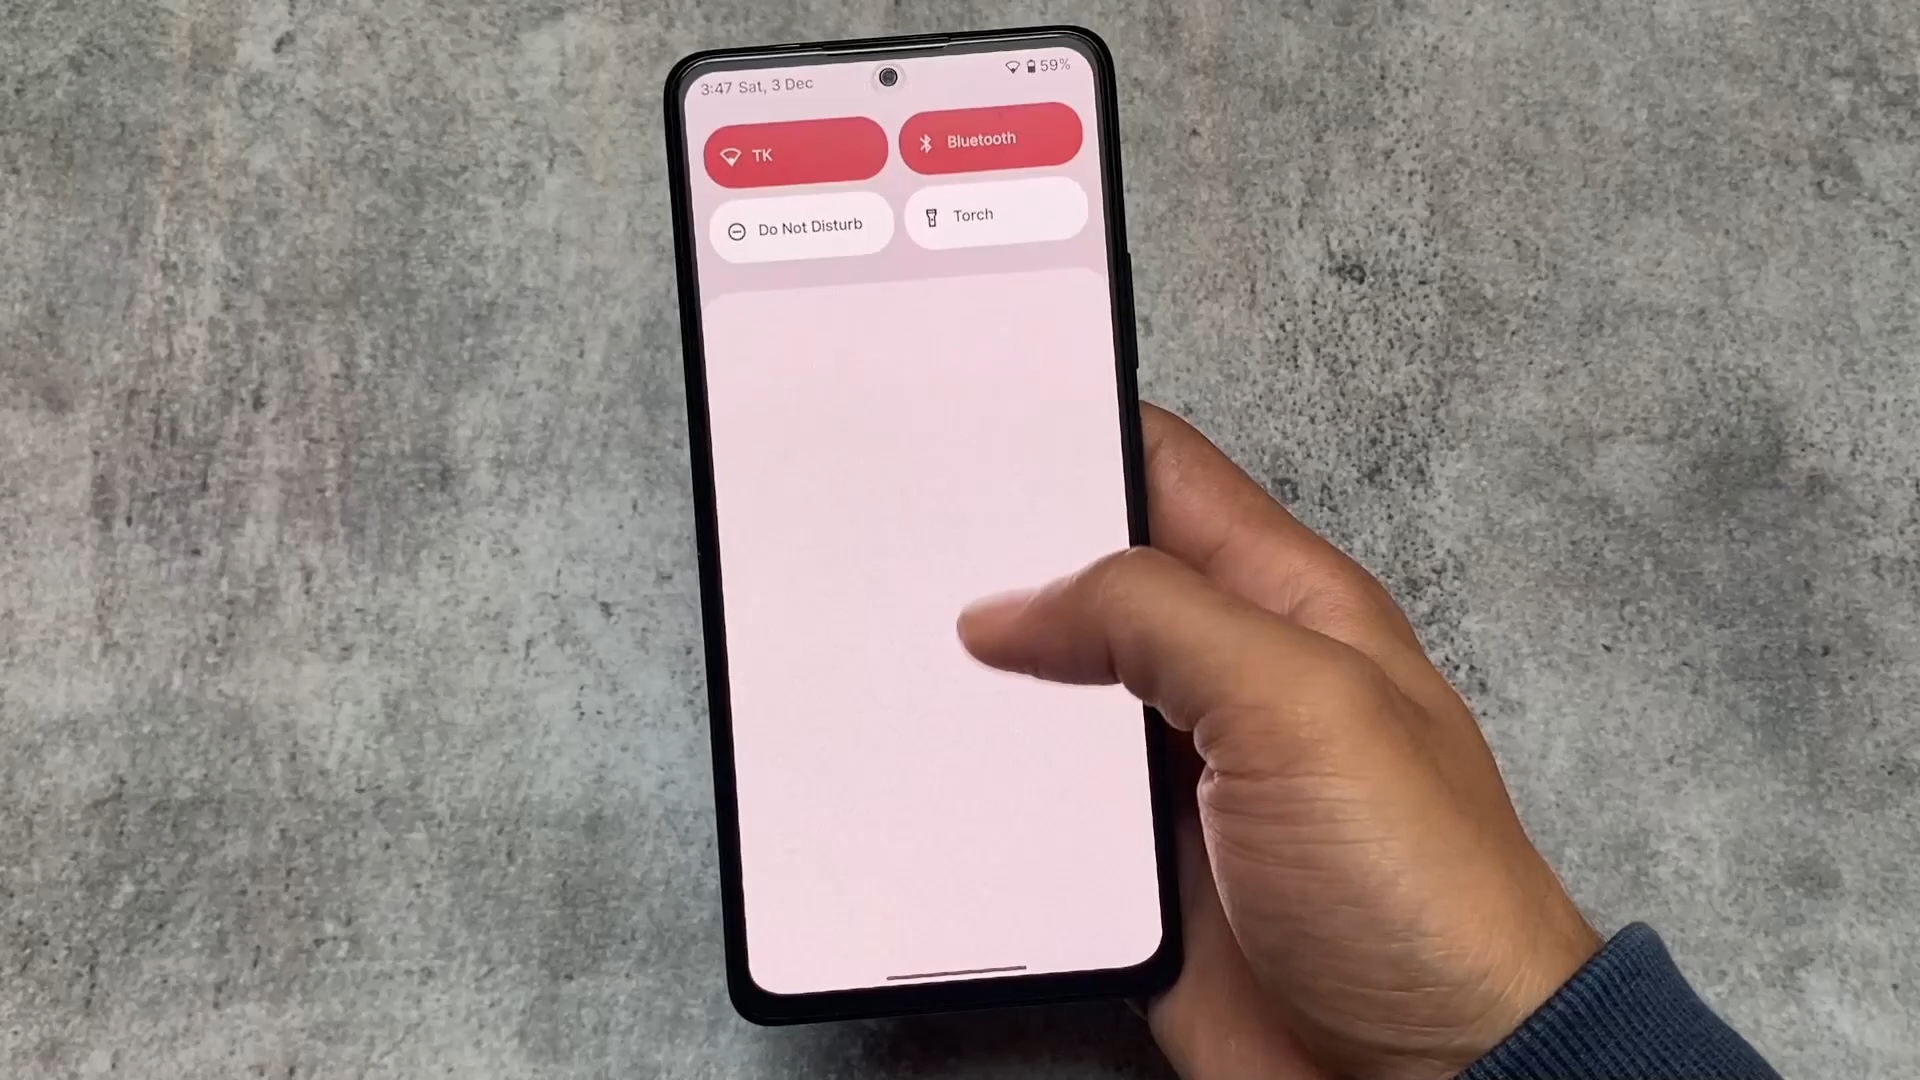 3:47 Sat, 3 Dec 59%
TK Bluetooth
Do Not Disturb Torch